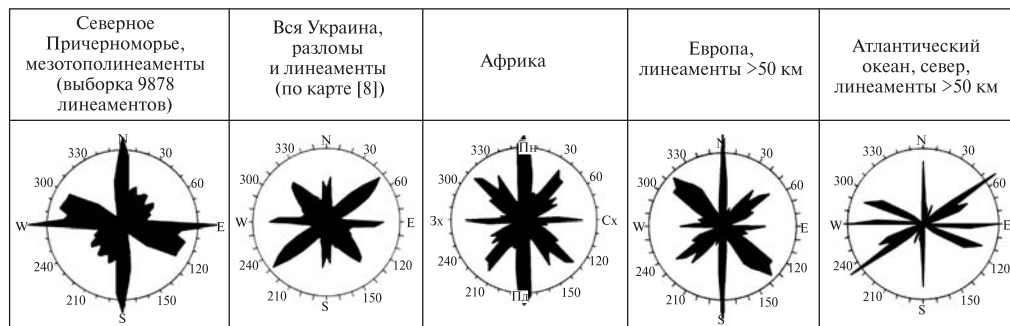 Северное
Причерноморье,
мезотополинеаменты
(выборка 9878
линеаментов)
Вся Украина,
разломы
и линеаменты
(по карте [8])
Африка
Европа,
линеаменты >50 км
Атлантический
океан, север,
линеаменты >50 км
N
330
30
300
60
W
E
240
120
210
150
S
N
330
30
300
60
W
E
240
120
210
150
S
Пн
330
30
300
60
Зх
Сх
240
120
210
150
Пд
N
330
30
300
60
W
E
240
120
210
150
S
N
330
30
300
60
W
E
240
120
210
150
S